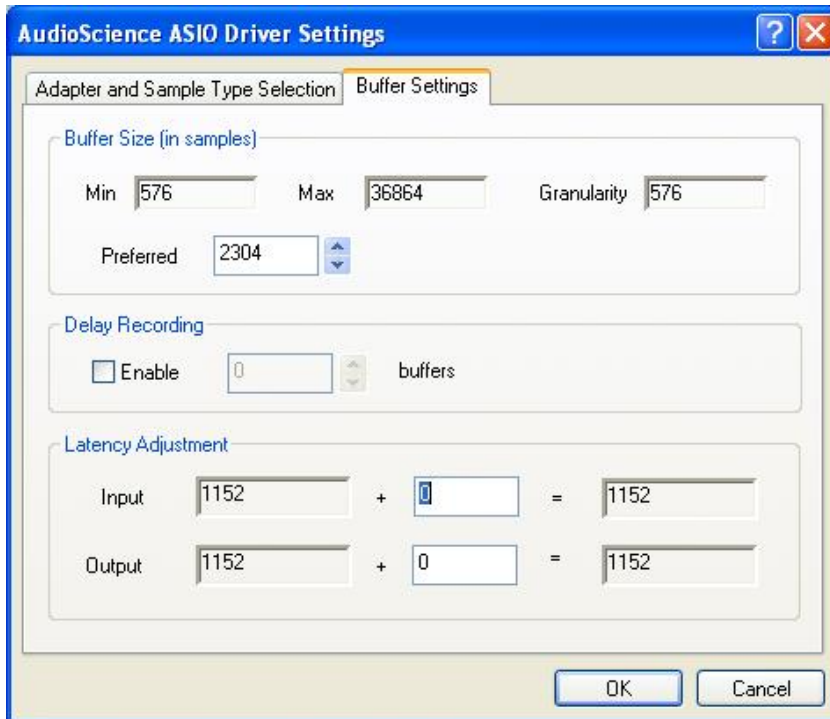 AudioScience ASIO Driver Settings
Adapter and Sample Type Selection Buffer Settings
Buffer Size (in samples)
Min 576 Max 36864 Granularity 576
Preferred 2304
Delay Recording
Enable 0 buffers
Latency Adjustment
Input 1152 + 0 = 1152
Output 1152 + 0 = 1152
OK Cancel